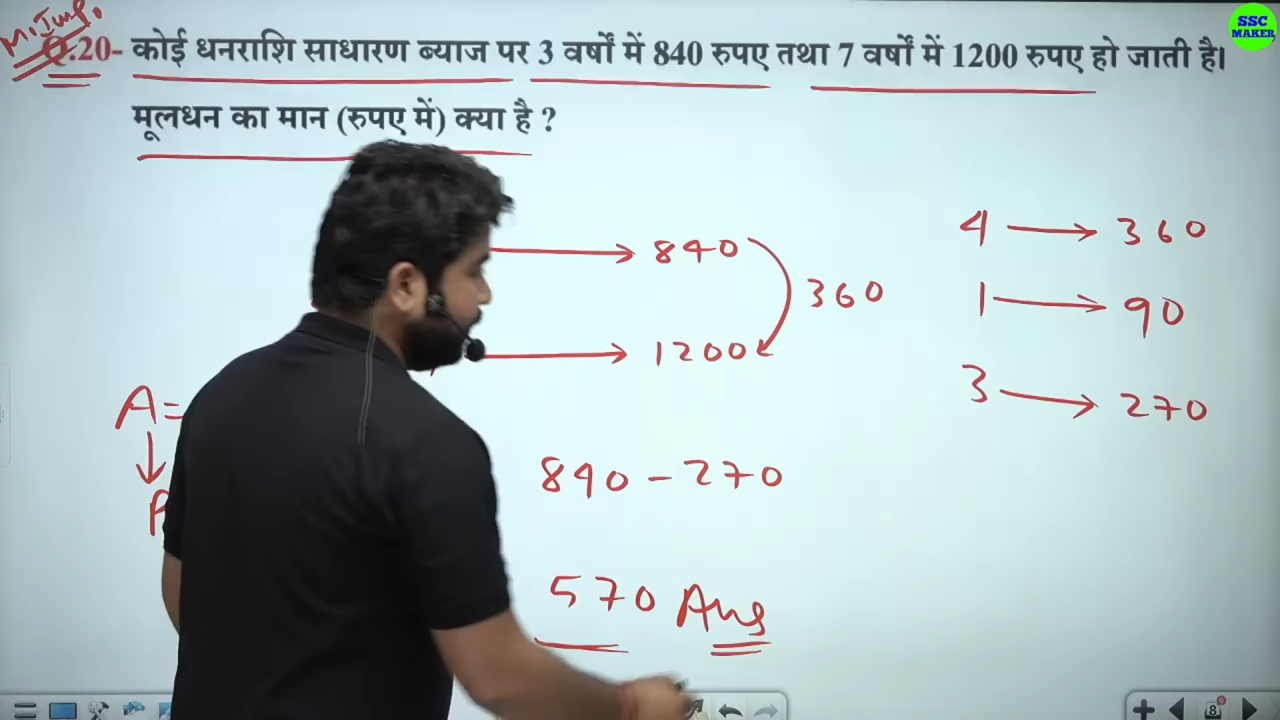 M. Imp.
SSC
MAKER
Q.20- कोई धनराशि साधारण ब्याज पर 3 वर्षों में 840 रुपए तथा 7 वर्षों में 1200 रुपए हो जाती है।
मूलधन का मान (रुपए में) क्या है ?
840
360
1200
4 → 360
1 → 90
3 → 270
A=
↓
P
840 - 270
570 Ans
8